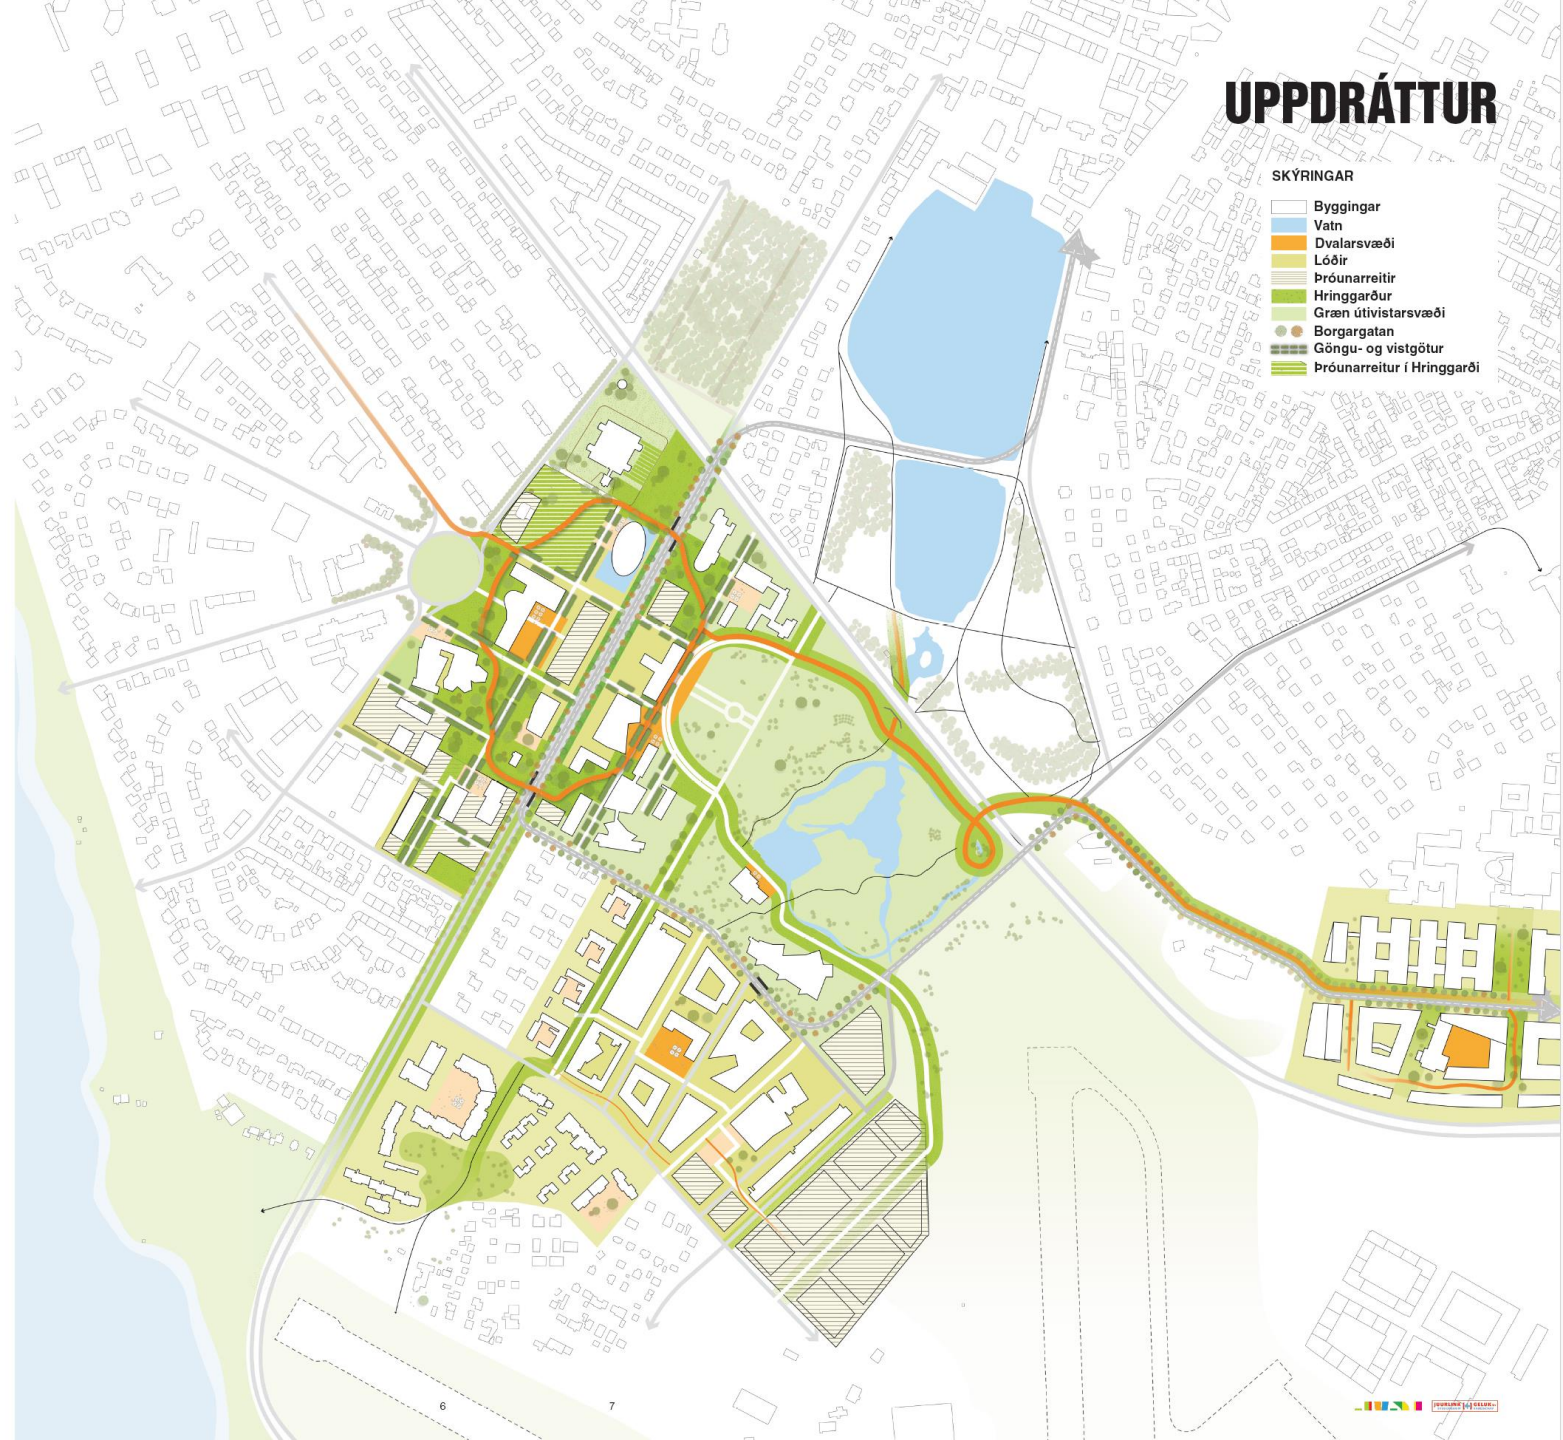 UPPDRÁTTUR
SKÝRINGAR
Byggingar
Vatn
Dvalarsvæði
Lóðir
Þróunarreitir
Hringgarður
Græn útivistarsvæði
Borgargatan
Göngu- og vistgötur
Þróunarreitur í Hringgarði
6
7